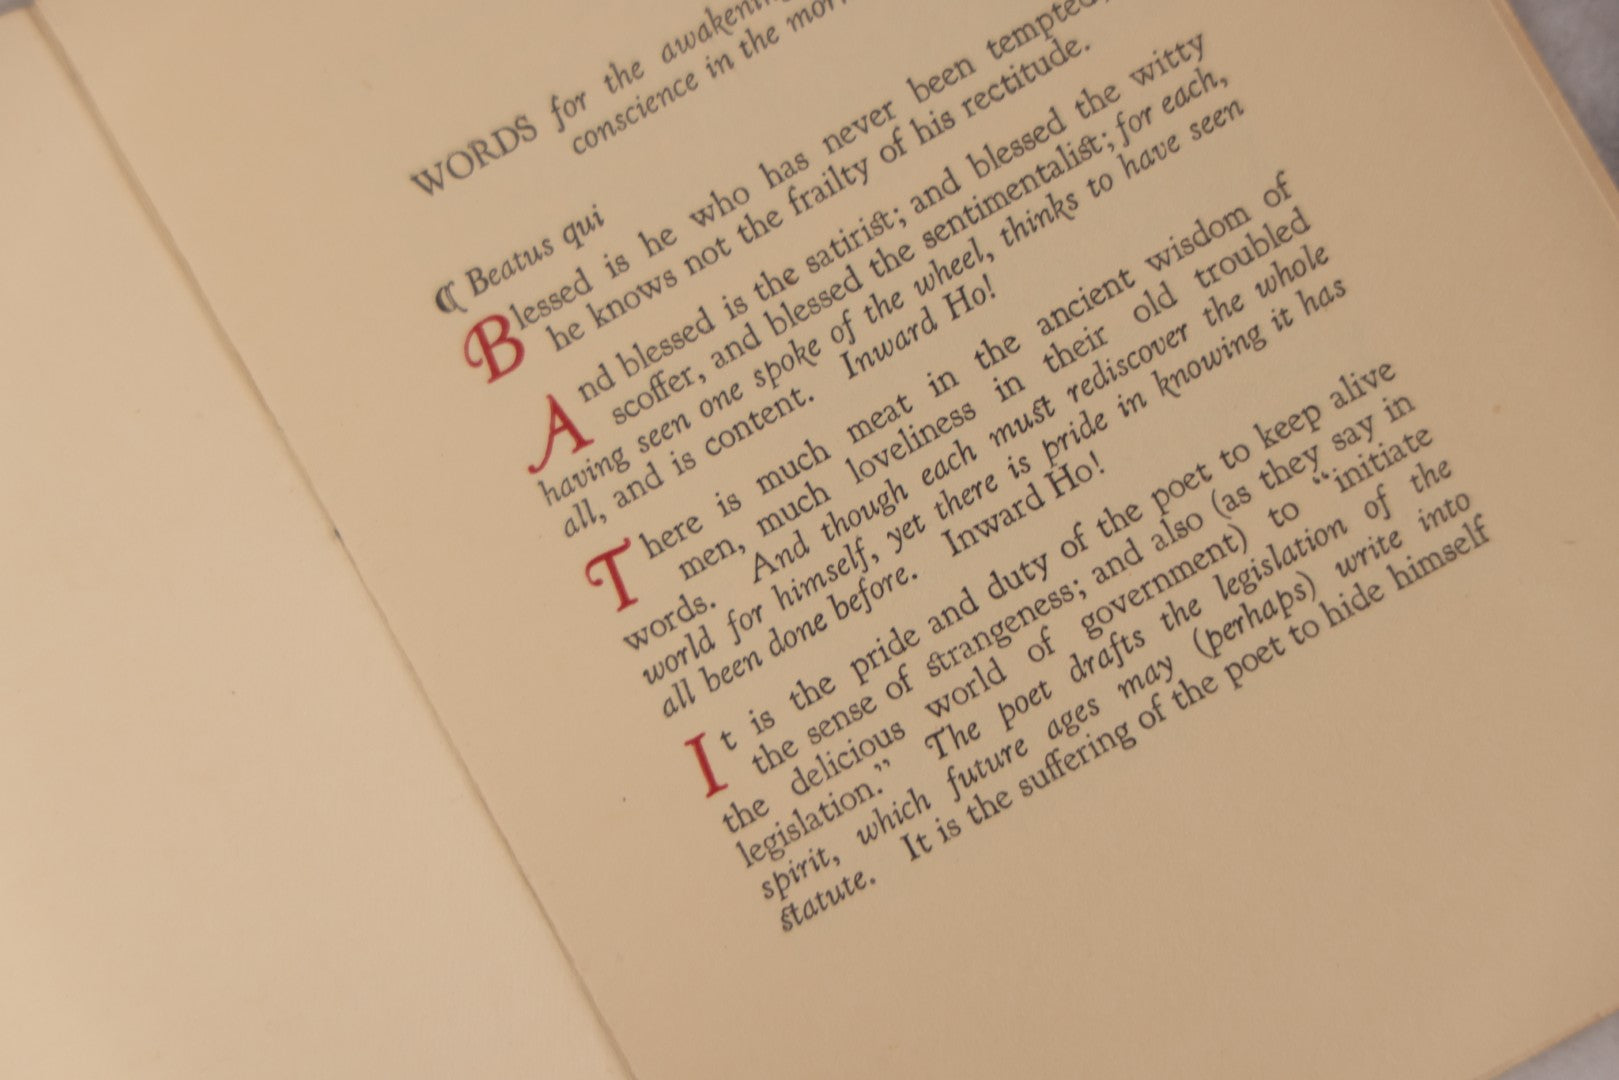 WORDS for the
conscience in the
¶ Beatus qui
Blessed is he who has never been tempted,
he knows not the frailty of his rectitude.
And blessed is the satirist; and blessed the witty
scoffer, and blessed the sentimentalist; for each,
having seen one spoke of the wheel, thinks to have seen
all, and is content. Inward Ho!
There is much meat in the ancient wisdom of
men, much loveliness in their old troubled
words. And though each must rediscover the whole
world for himself, yet there is pride in knowing it has
all been done before. Inward Ho!
It is the pride and duty of the poet to keep alive
the sense of strangeness; and also (as they say in
the delicious world of government) to “initiate
legislation.” The poet drafts the legislation of the
spirit, which future ages may (perhaps) write into
statute. It is the suffering of the poet to hide himself